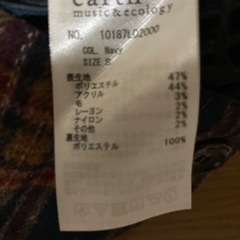 earth
music&ecology
NO. 10187L02000
COL. Navy
SIZE S
表生地
ポリエステル 47%
アクリル 44%
毛 3%
レーヨン 2%
ナイロン 2%
その他 2%
裏生地
ポリエステル 100%